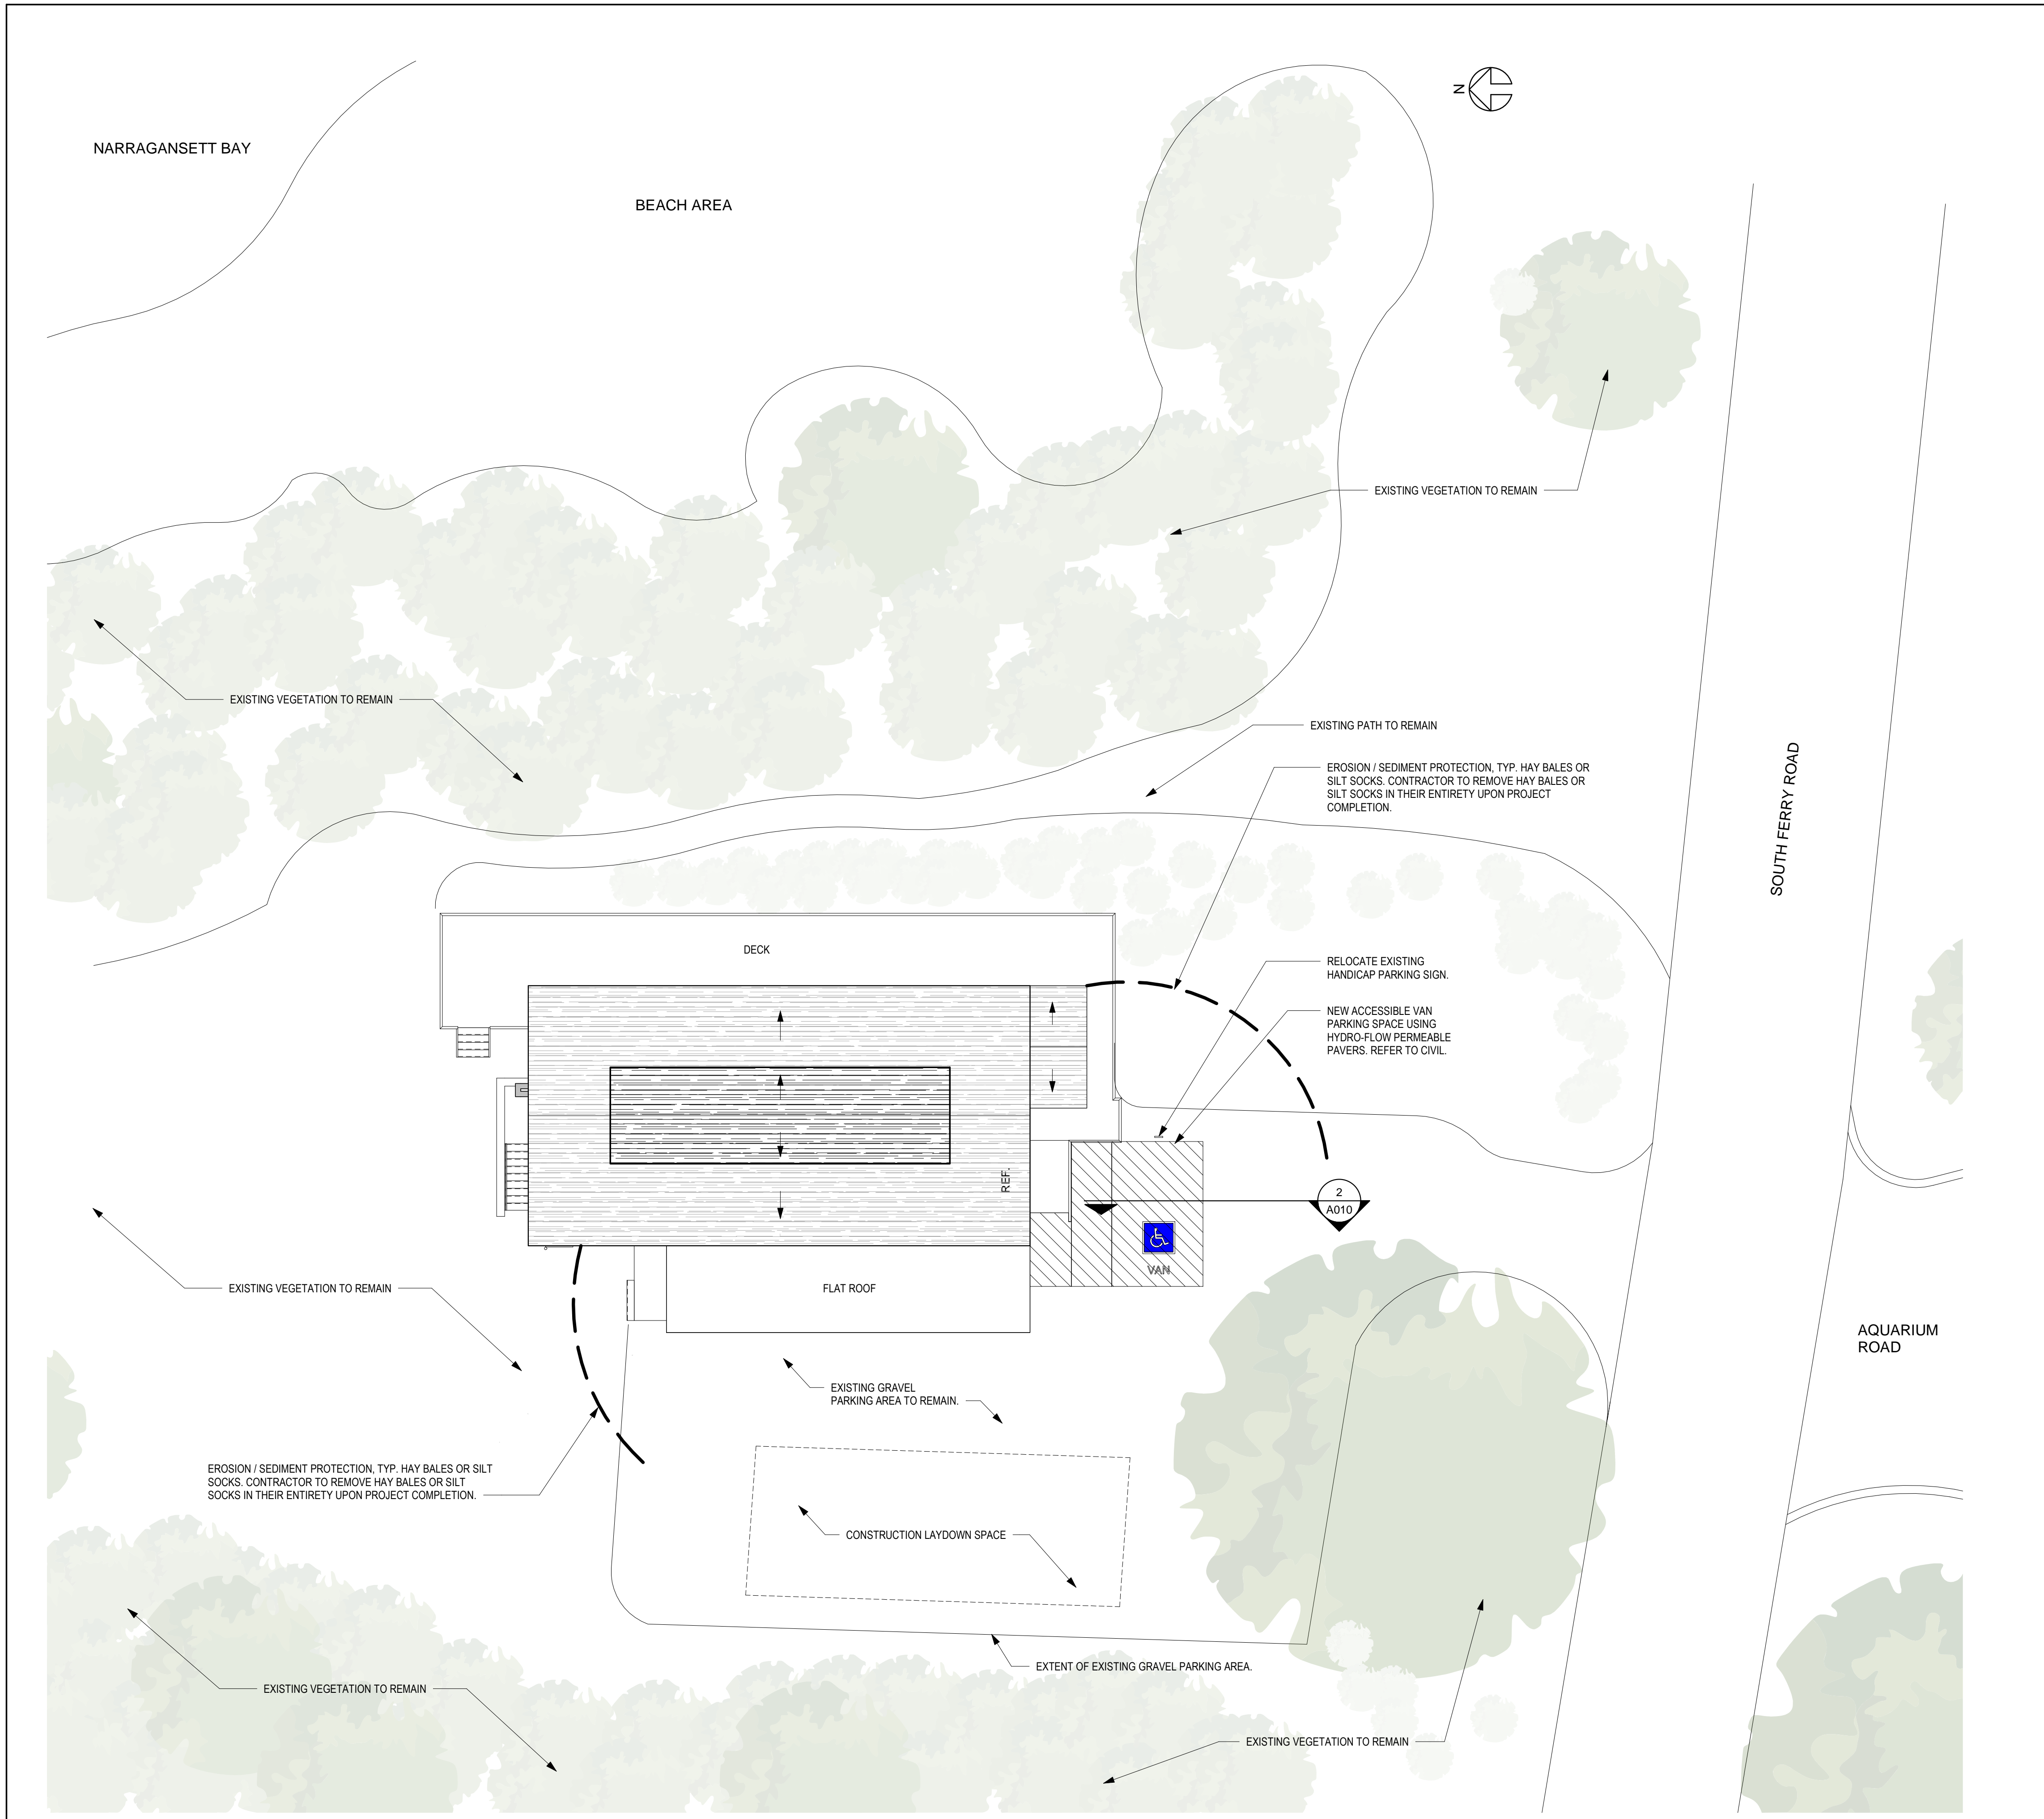 N
NARRAGANSETT BAY
BEACH AREA
EXISTING VEGETATION TO REMAIN
EXISTING VEGETATION TO REMAIN
EXISTING PATH TO REMAIN
EROSION / SEDIMENT PROTECTION, TYP. HAY BALES OR
SILT SOCKS. CONTRACTOR TO REMOVE HAY BALES OR
SILT SOCKS IN THEIR ENTIRETY UPON PROJECT
COMPLETION.
SOUTH FERRY ROAD
DECK
RELOCATE EXISTING
HANDICAP PARKING SIGN.
NEW ACCESSIBLE VAN
PARKING SPACE USING
HYDRO-FLOW PERMEABLE
PAVERS. REFER TO CIVIL.
REF.
2
A010
VAN
EXISTING VEGETATION TO REMAIN
FLAT ROOF
AQUARIUM
ROAD
EXISTING GRAVEL
PARKING AREA TO REMAIN.
EROSION / SEDIMENT PROTECTION, TYP. HAY BALES OR SILT
SOCKS. CONTRACTOR TO REMOVE HAY BALES OR SILT
SOCKS IN THEIR ENTIRETY UPON PROJECT COMPLETION.
CONSTRUCTION LAYDOWN SPACE
EXTENT OF EXISTING GRAVEL PARKING AREA.
EXISTING VEGETATION TO REMAIN
EXISTING VEGETATION TO REMAIN